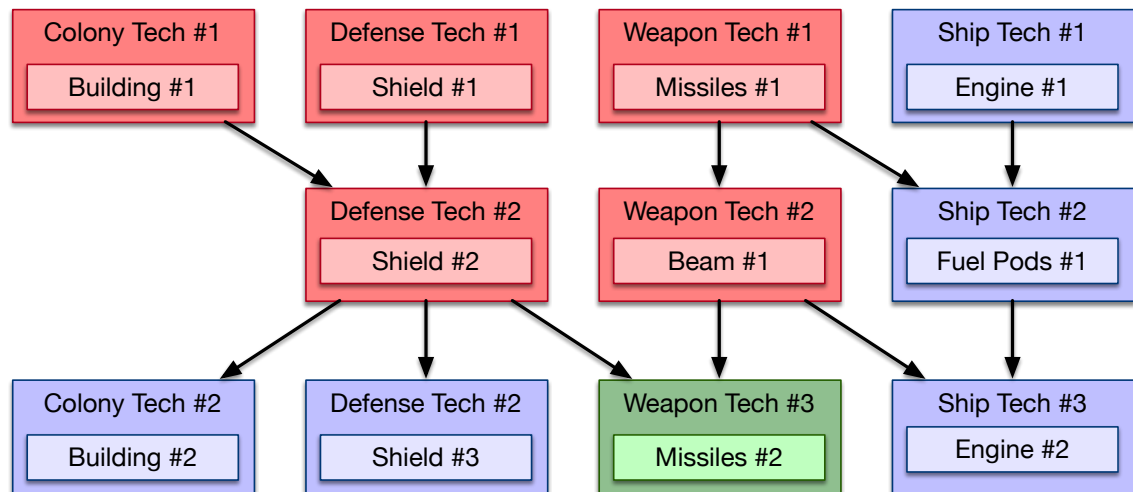 Colony Tech #1
Building #1
Defense Tech #1
Shield #1
Weapon Tech #1
Missiles #1
Ship Tech #1
Engine #1
Defense Tech #2
Shield #2
Weapon Tech #2
Beam #1
Ship Tech #2
Fuel Pods #1
Colony Tech #2
Building #2
Defense Tech #2
Shield #3
Weapon Tech #3
Missiles #2
Ship Tech #3
Engine #2